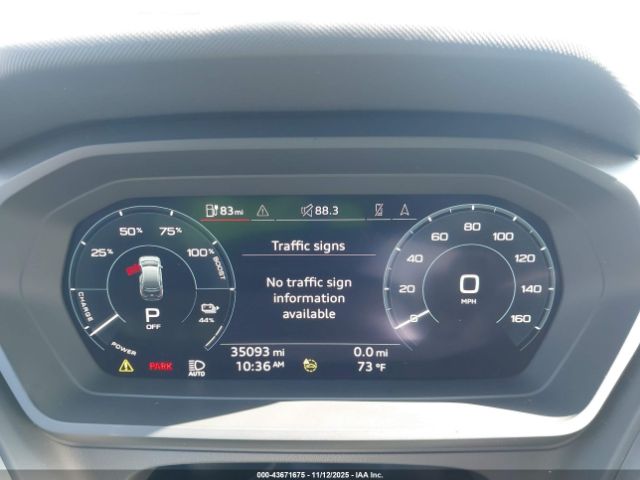 83mi 88.3
Traffic signs
No traffic sign
information
available
25% 50% 75% 100%
BOOST
CHARGE
POWER
P
OFF
44%
0 20 40 60 80 100 120 140 160
0
MPH
35093 mi 0.0 mi
10:36 AM 73 °F
PARK AUTO
000-43671675 - 11/12/2025 - IAA Inc.